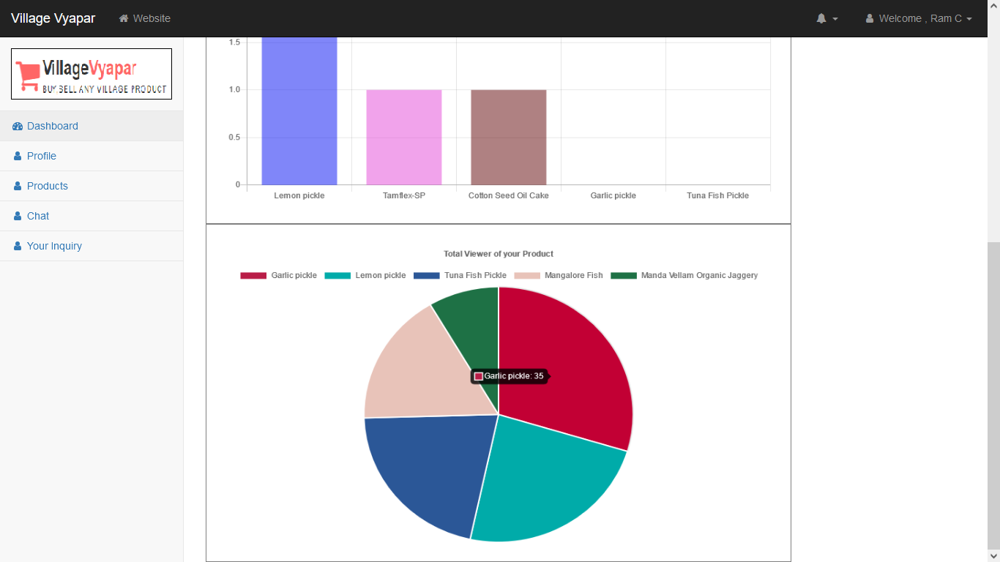 Village Vyapar Website Welcome , Ram C
VillageVyapar
BUY SELL ANY VILLAGE PRODUCT
Dashboard
Profile
Products
Chat
Your Inquiry
1.5
1.0
0.5
0
Lemon pickle Tamflex-SP Cotton Seed Oil Cake Garlic pickle Tuna Fish Pickle
Total Viewer of your Product
Garlic pickle Lemon pickle Tuna Fish Pickle Mangalore Fish Manda Vellam Organic Jaggery
Garlic pickle: 35